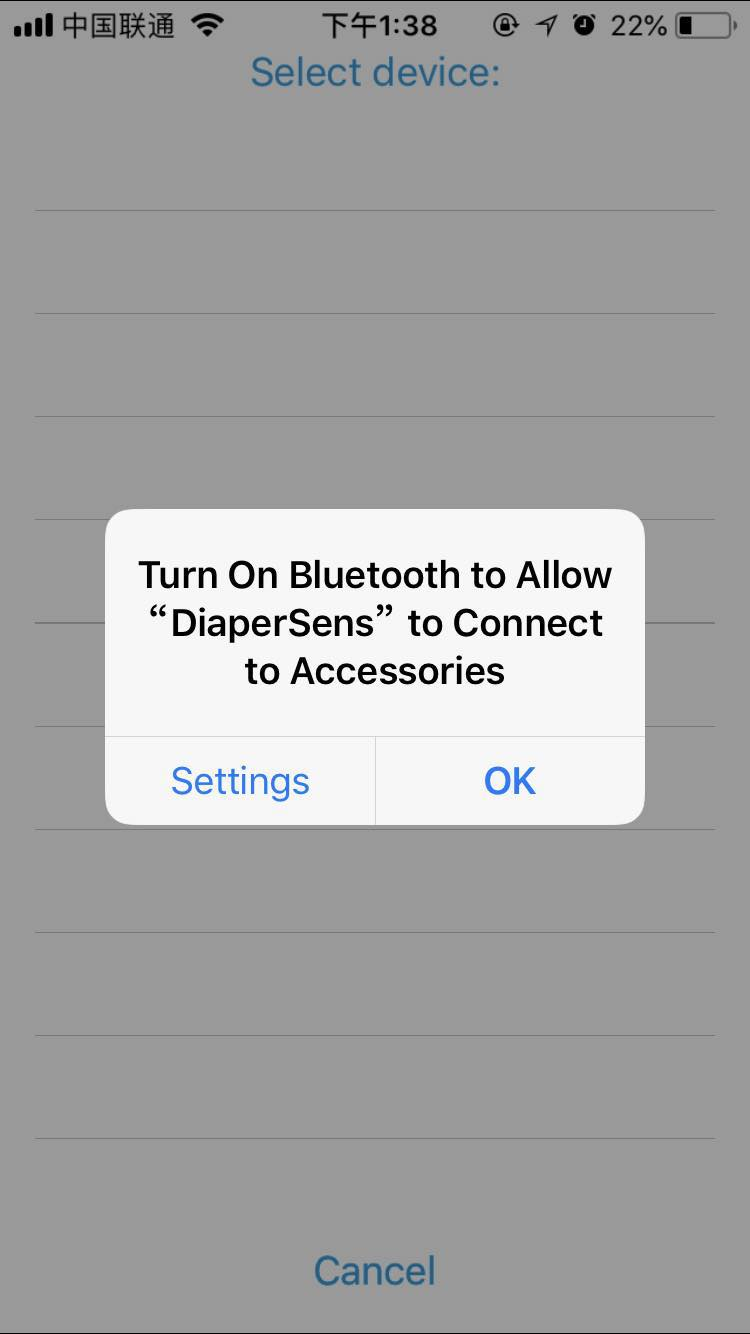 中国联通 下午1:38 22%
Select device:
Turn On Bluetooth to Allow
“DiaperSens” to Connect
to Accessories
Settings OK
Cancel